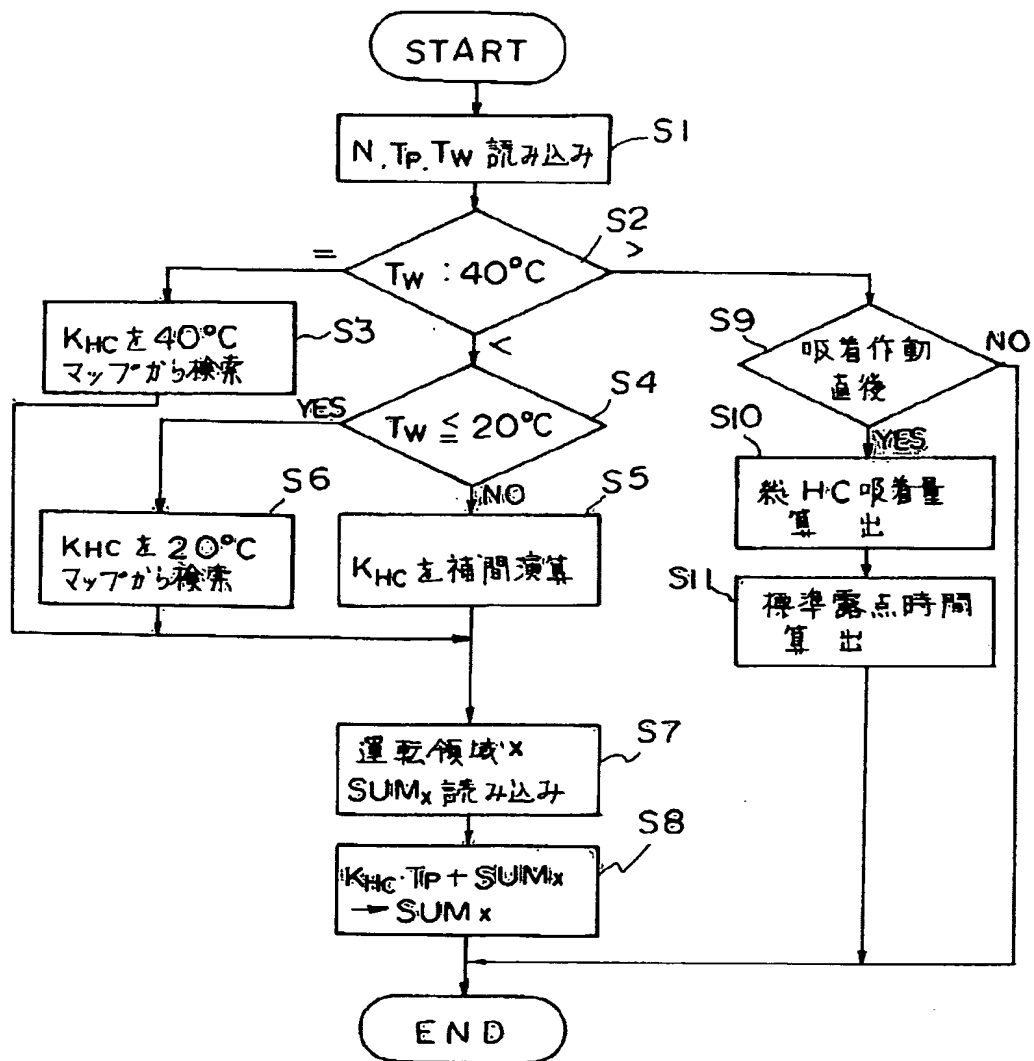 START
S1
N. TP. TW 読み込み
S2
=
>
TW : 40°C
<
S3
KHCを40°C
マップから検索
S4
YES
TW ≦ 20°C
NO
S9
NO
吸着作動
直後
YES
S10
総HC吸着量
算出
S6
KHCを20°C
マップから検索
S5
KHCを補間演算
S11
標準露点時間
算出
S7
運転領域x
SUMx 読み込み
S8
KHC・TP + SUMx
→ SUMx
END